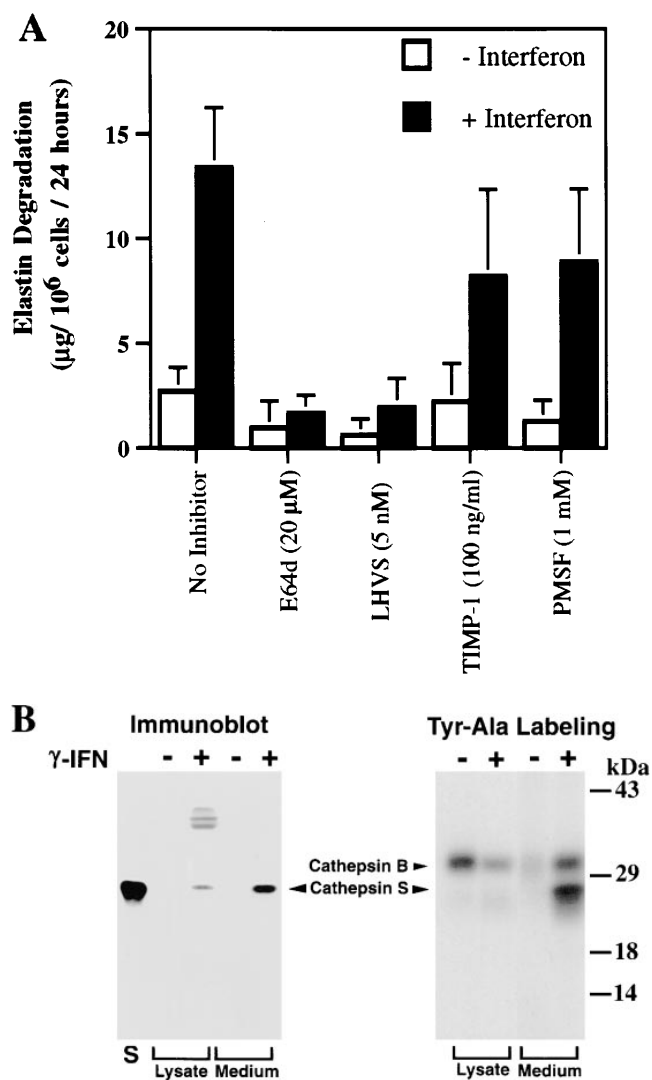 A
Elastin Degradation
(µg/ 10⁶ cells / 24 hours)
20
15
10
5
0
- Interferon
+ Interferon
No Inhibitor
E64d (20 µM)
LHVS (5 nM)
TIMP-1 (100 ng/ml)
PMSF (1 mM)
B
Immunoblot
Tyr-Ala Labeling
γ-IFN - + - +
- + - + kDa
43
Cathepsin B
29
Cathepsin S
18
14
S
Lysate Medium
Lysate Medium